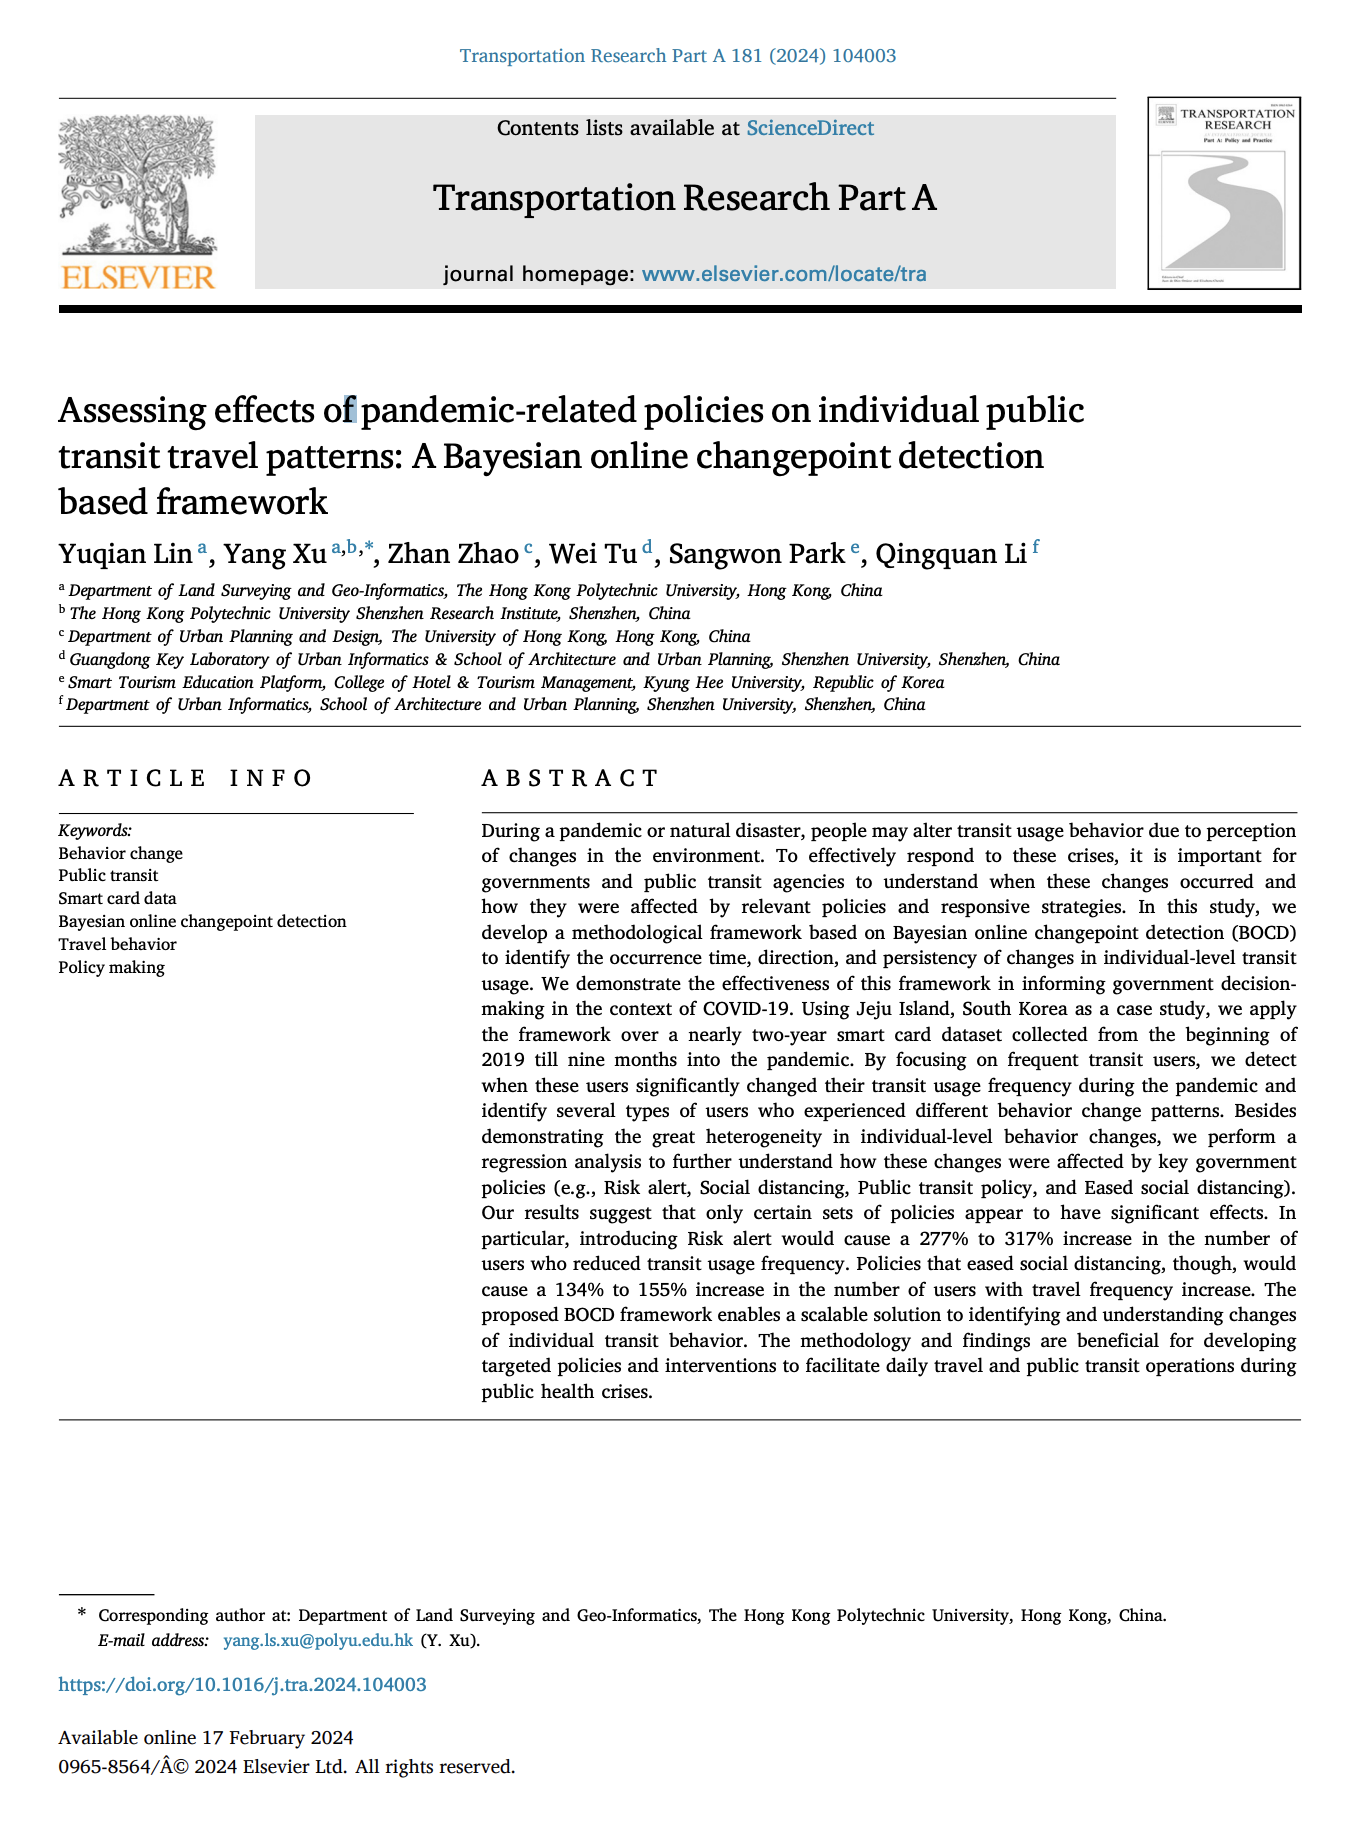 Transportation Research Part A 181 (2024) 104003
Contents lists available at ScienceDirect
Transportation Research Part A
journal homepage: www.elsevier.com/locate/tra
ELSEVIER
TRANSPORTATION
RESEARCH
Part A: Policy and Practice
Assessing effects of pandemic-related policies on individual public
transit travel patterns: A Bayesian online changepoint detection
based framework
Yuqian Lin a, Yang Xu a,b,*, Zhan Zhao c, Wei Tu d, Sangwon Park e, Qingquan Li f
a Department of Land Surveying and Geo-Informatics, The Hong Kong Polytechnic University, Hong Kong, China
b The Hong Kong Polytechnic University Shenzhen Research Institute, Shenzhen, China
c Department of Urban Planning and Design, The University of Hong Kong, Hong Kong, China
d Guangdong Key Laboratory of Urban Informatics & School of Architecture and Urban Planning, Shenzhen University, Shenzhen, China
e Smart Tourism Education Platform, College of Hotel & Tourism Management, Kyung Hee University, Republic of Korea
f Department of Urban Informatics, School of Architecture and Urban Planning, Shenzhen University, Shenzhen, China
ARTICLE INFO
Keywords:
Behavior change
Public transit
Smart card data
Bayesian online changepoint detection
Travel behavior
Policy making
ABSTRACT
During a pandemic or natural disaster, people may alter transit usage behavior due to perception
of changes in the environment. To effectively respond to these crises, it is important for
governments and public transit agencies to understand when these changes occurred and
how they were affected by relevant policies and responsive strategies. In this study, we
develop a methodological framework based on Bayesian online changepoint detection (BOCD)
to identify the occurrence time, direction, and persistency of changes in individual-level transit
usage. We demonstrate the effectiveness of this framework in informing government decision-
making in the context of COVID-19. Using Jeju Island, South Korea as a case study, we apply
the framework over a nearly two-year smart card dataset collected from the beginning of
2019 till nine months into the pandemic. By focusing on frequent transit users, we detect
when these users significantly changed their transit usage frequency during the pandemic and
identify several types of users who experienced different behavior change patterns. Besides
demonstrating the great heterogeneity in individual-level behavior changes, we perform a
regression analysis to further understand how these changes were affected by key government
policies (e.g., Risk alert, Social distancing, Public transit policy, and Eased social distancing).
Our results suggest that only certain sets of policies appear to have significant effects. In
particular, introducing Risk alert would cause a 277% to 317% increase in the number of
users who reduced transit usage frequency. Policies that eased social distancing, though, would
cause a 134% to 155% increase in the number of users with travel frequency increase. The
proposed BOCD framework enables a scalable solution to identifying and understanding changes
of individual transit behavior. The methodology and findings are beneficial for developing
targeted policies and interventions to facilitate daily travel and public transit operations during
public health crises.
* Corresponding author at: Department of Land Surveying and Geo-Informatics, The Hong Kong Polytechnic University, Hong Kong, China.
E-mail address: yang.ls.xu@polyu.edu.hk (Y. Xu).
https://doi.org/10.1016/j.tra.2024.104003
Available online 17 February 2024
0965-8564/Â© 2024 Elsevier Ltd. All rights reserved.